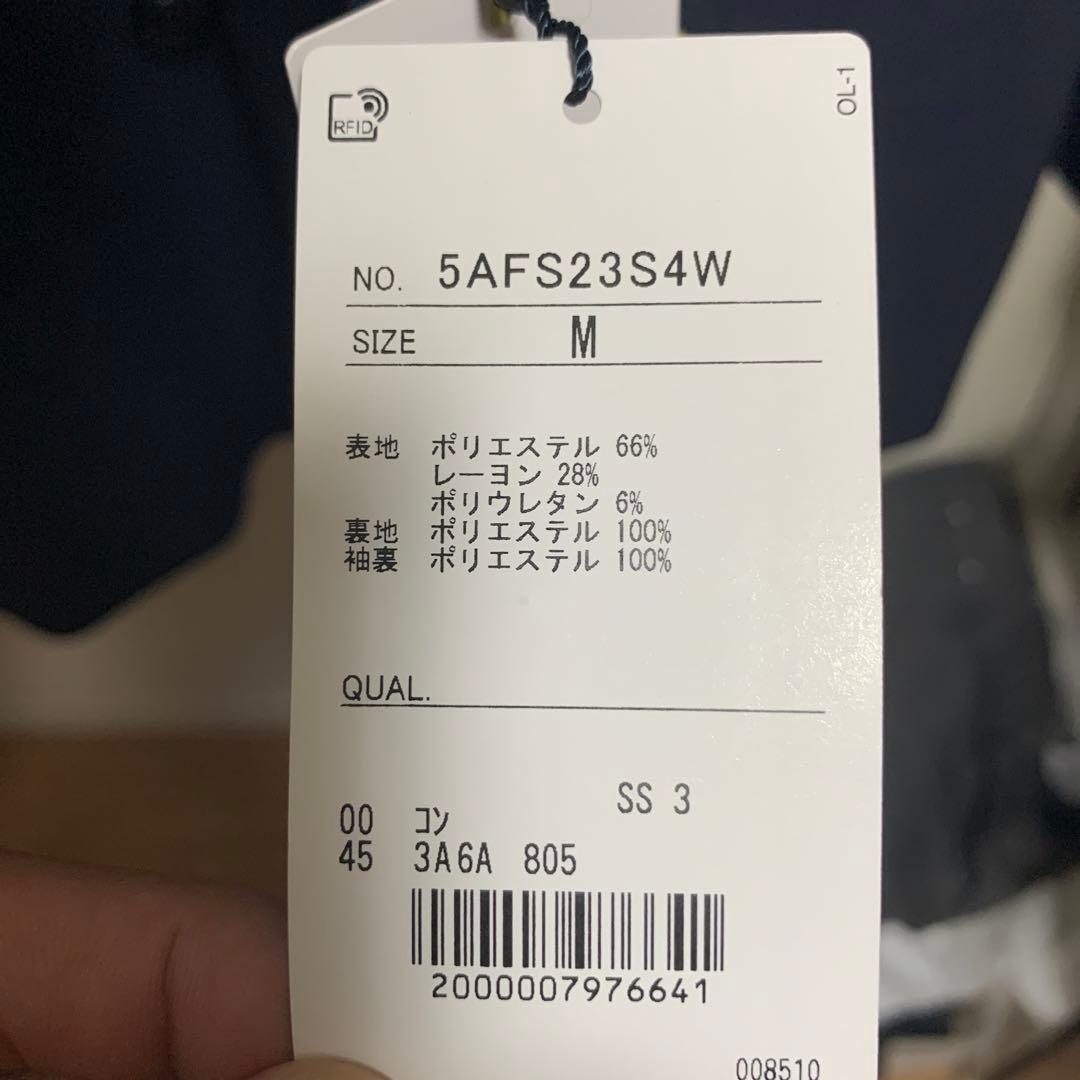 RFID
OL-1
NO. 5AFS23S4W
SIZE M
表地 ポリエステル 66%
レーヨン 28%
ポリウレタン 6%
裏地 ポリエステル 100%
袖裏 ポリエステル 100%
QUAL.
SS 3
00 コン
45 3A6A 805
2000007976641
008510